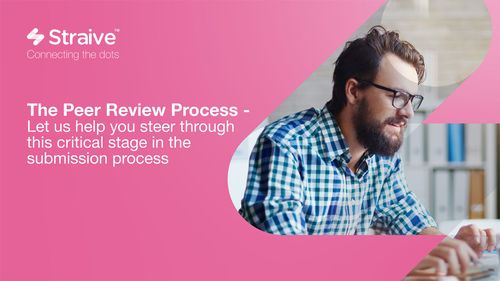 Straive™
Connecting the dots
The Peer Review Process -
Let us help you steer through
this critical stage in the
submission process